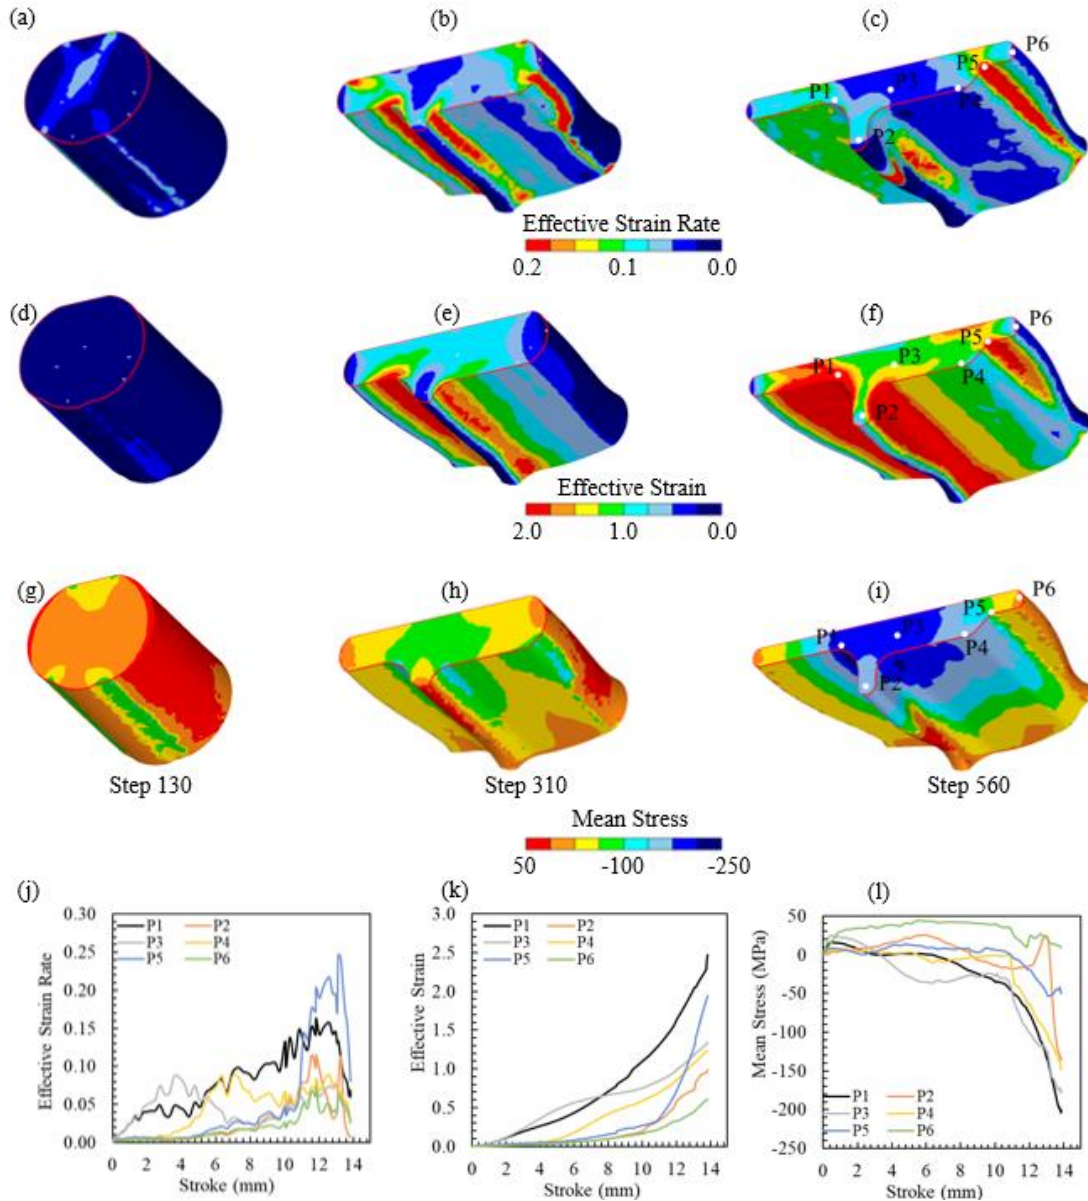 (a)
(b)
(c)
P1
P3
P5
P6
P2
Effective Strain Rate
0.2
0.1
0.0
(d)
(e)
(f)
P1
P3
P5
P6
P4
P2
Effective Strain
2.0
1.0
0.0
(g)
(h)
(i)
P3
P5
P6
P4
P2
Step 130
Step 310
Step 560
Mean Stress
50
-100
-250
(j)
Effective Strain Rate
0.30
0.25
0.20
0.15
0.10
0.05
0.00
P1
P2
P3
P4
P5
P6
0
2
4
6
8
10
12
14
Stroke (mm)
(k)
Effective Strain
3.0
2.5
2.0
1.5
1.0
0.5
0.0
P1
P2
P3
P4
P5
P6
0
2
4
6
8
10
12
14
Stroke (mm)
(l)
Mean Stress (MPa)
50
0
-50
-100
-150
-200
-250
P1
P2
P3
P4
P5
P6
0
2
4
6
8
10
12
14
Stroke (mm)